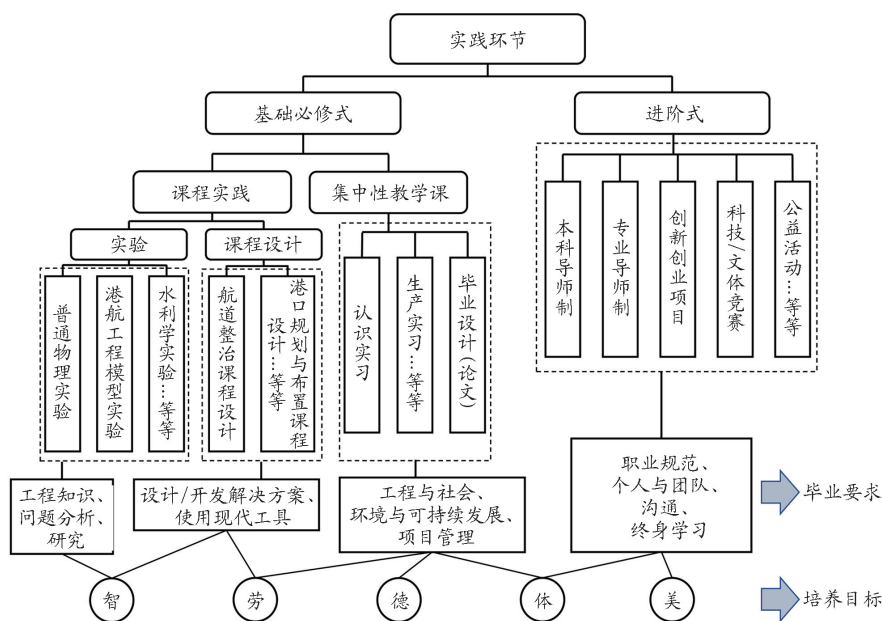 实践环节
基础必修式
进阶式
课程实践
集中性教学课
实验
课程设计
普通物理实验
港航工程模型实验
水利学实验…等等
航道整治课程设计
港口规划与布置课程
设计…等等
认识实习
生产实习…等等
毕业设计(论文)
本科导师制
专业导师制
创新创业项目
科技/文体竞赛
公益活动…等等
工程知识、
问题分析、
研究
设计/开发解决方案、
使用现代工具
工程与社会、
环境与可持续发展、
项目管理
职业规范、
个人与团队、
沟通、
终身学习
毕业要求
智
劳
德
体
美
培养目标